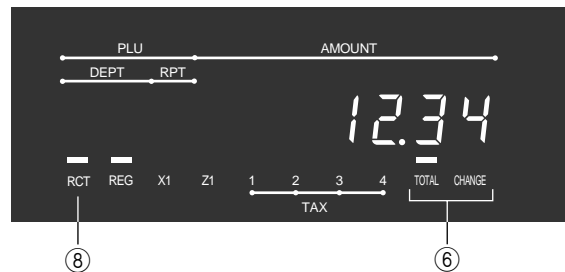 PLU AMOUNT
DEPT RPT
12.34
RCT REG X1 Z1 1 2 3 4 TOTAL CHANGE
TAX
⑧ ⑥